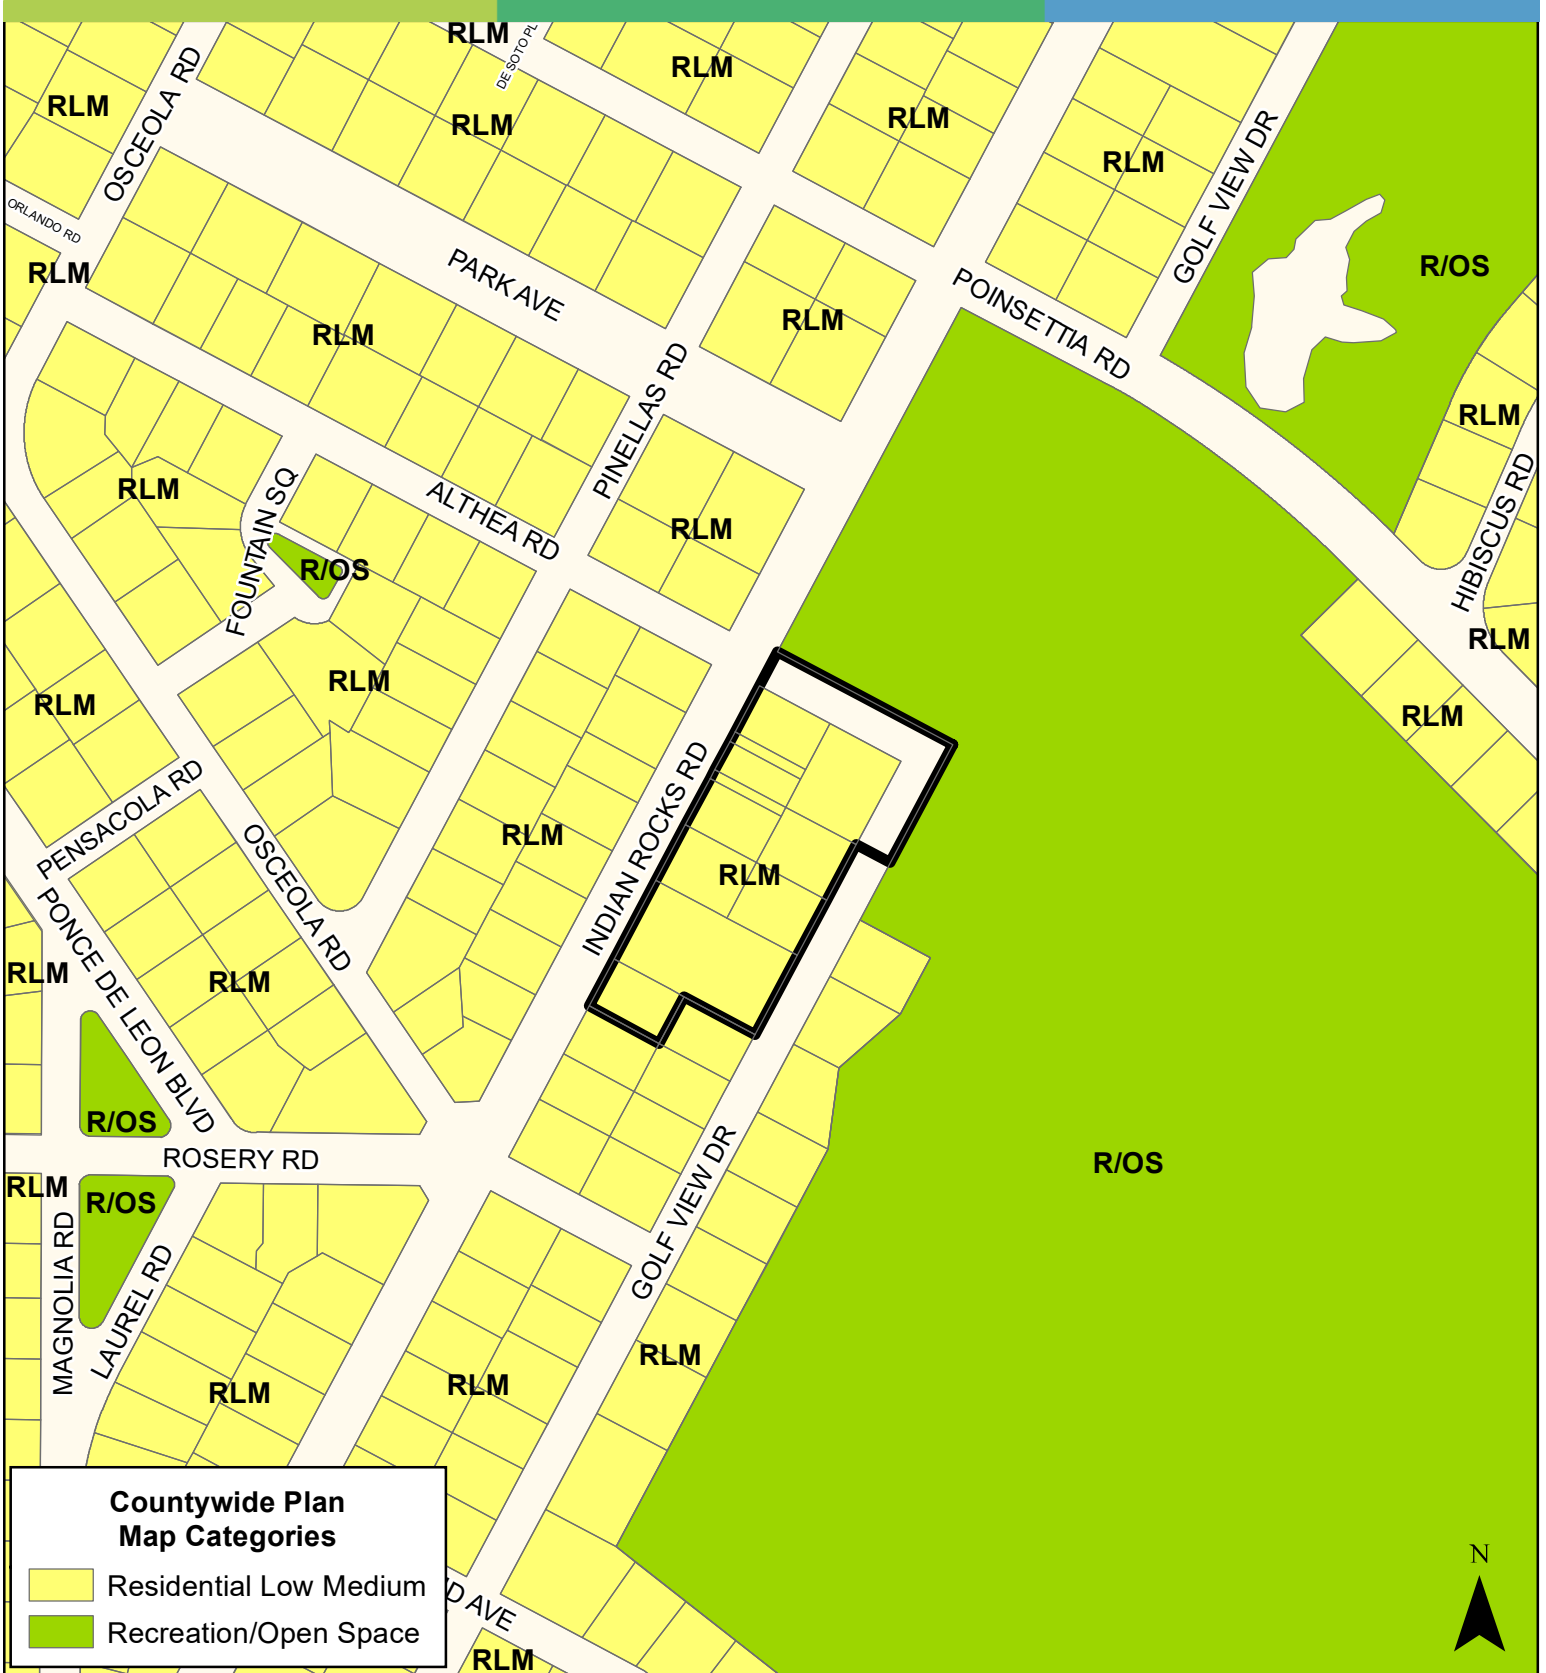 RLM
DE SOTO PL
RLM
OSCEOLA RD
RLM
RLM
RLM
RLM
GOLF VIEW DR
ORLANDO RD
RLM
PARK AVE
R/OS
POINSETTIA RD
RLM
RLM
PINELLAS RD
RLM
RLM
FOUNTAIN SQ
ALTHEA RD
RLM
HIBISCUS RD
R/OS
RLM
RLM
RLM
RLM
PENSACOLA RD
INDIAN ROCKS RD
OSCEOLA RD
RLM
RLM
PONCE DE LEON BLVD
RLM
RLM
R/OS
ROSERY RD
GOLF VIEW DR
R/OS
RLM
R/OS
MAGNOLIA RD
LAUREL RD
RLM
RLM
RLM
Countywide Plan
Map Categories
Residential Low Medium
Recreation/Open Space
AVE
RLM
N